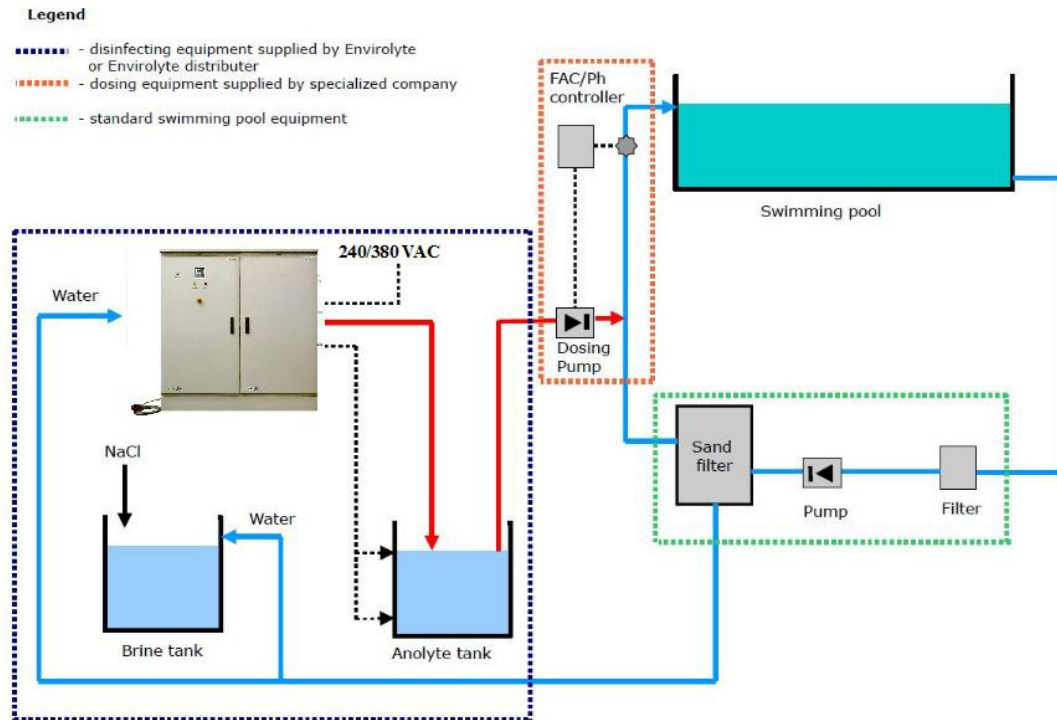 Legend
- disinfecting equipment supplied by Envirolyte
or Envirolyte distributer
- dosing equipment supplied by specialized company
- standard swimming pool equipment
FAC/Ph
controller
Swimming pool
240/380 VAC
Water
Dosing
Pump
Sand
filter
Pump
Filter
NaCl
Water
Brine tank
Anolyte tank